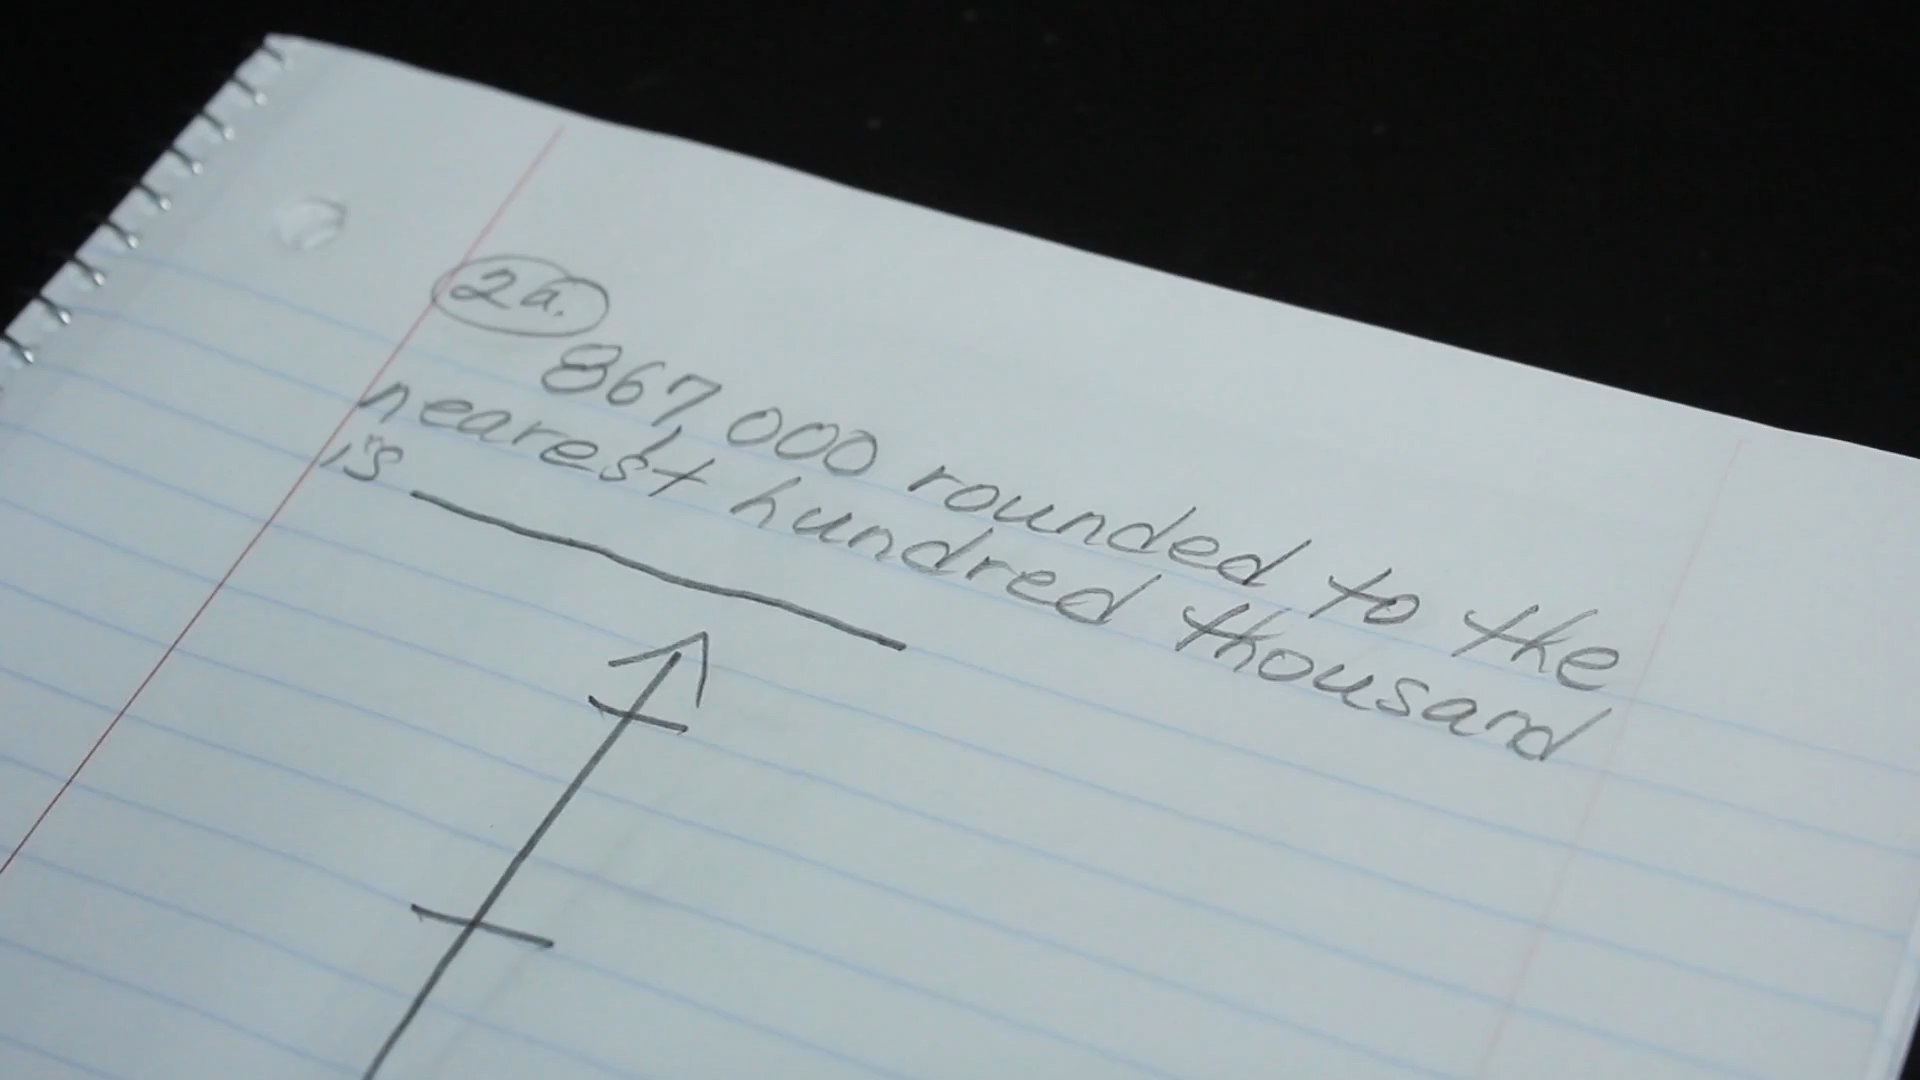 2a.
867,000 rounded to the
nearest hundred thousand
is